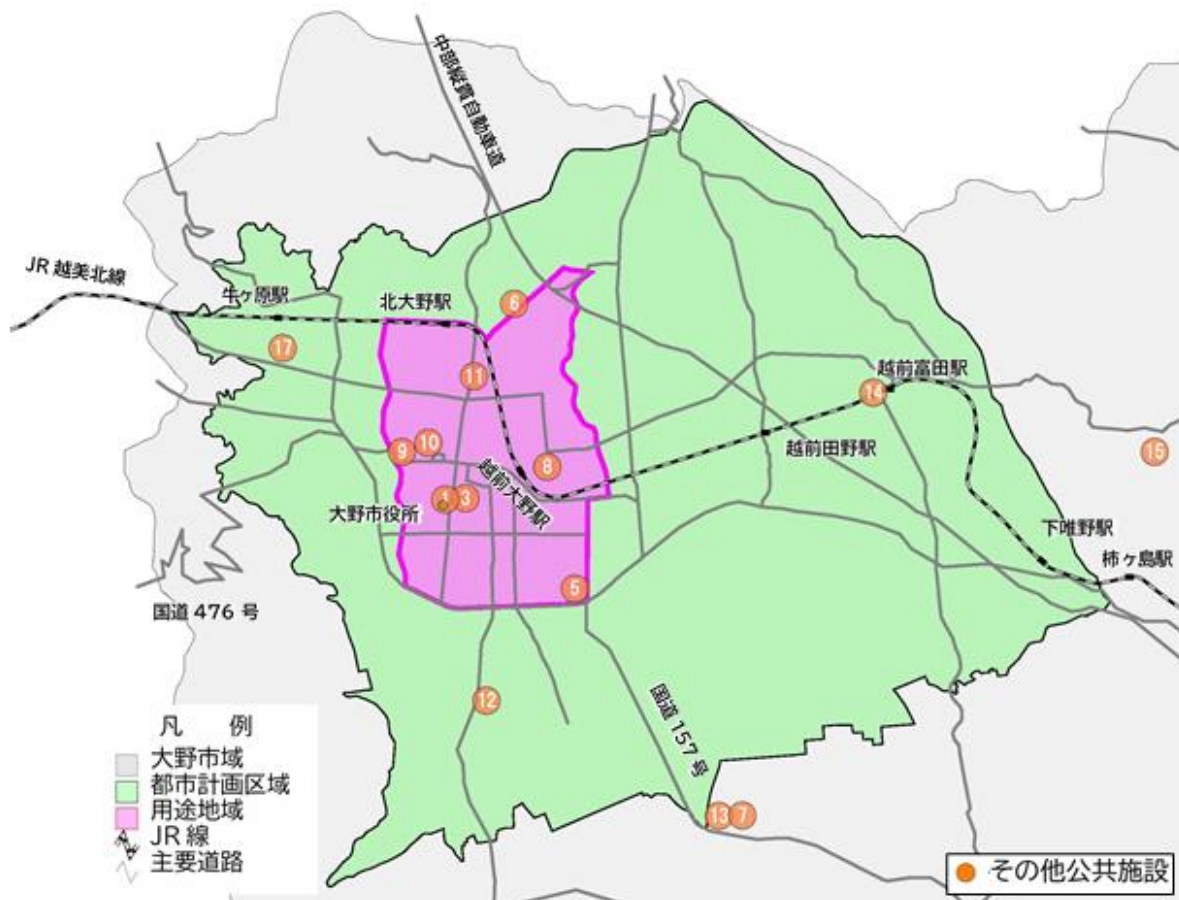 中部縦貫自動車道
JR 越美北線
牛ヶ原駅
北大野駅
6
17
11
越前富田駅
14
10
9
越前田野駅
15
8
越前大野駅
1
3
大野市役所
下唯野駅
柿ヶ島駅
5
国道 476 号
12
国道 157 号
13
7
凡 例
大野市域
都市計画区域
用途地域
JR 線
主要道路
その他公共施設